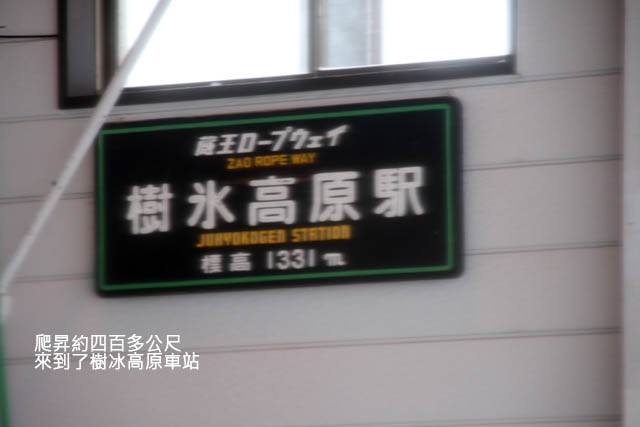 蔵王ロープウェイ
ZAO ROPE WAY
樹氷高原駅
JUHYOKOGEN STATION
標高 1331m
爬昇約四百多公尺
來到了樹冰高原車站